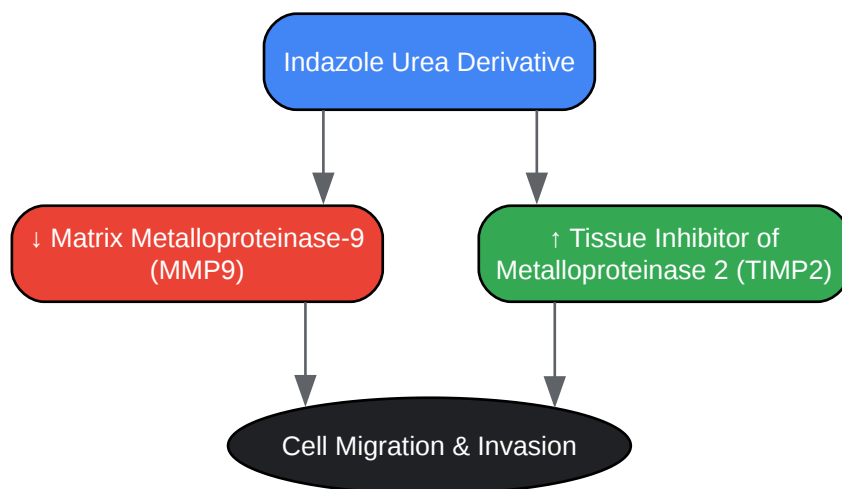 Indazole Urea Derivative
↓ Matrix Metalloproteinase-9
(MMP9)
↑ Tissue Inhibitor of
Metalloproteinase 2 (TIMP2)
Cell Migration & Invasion